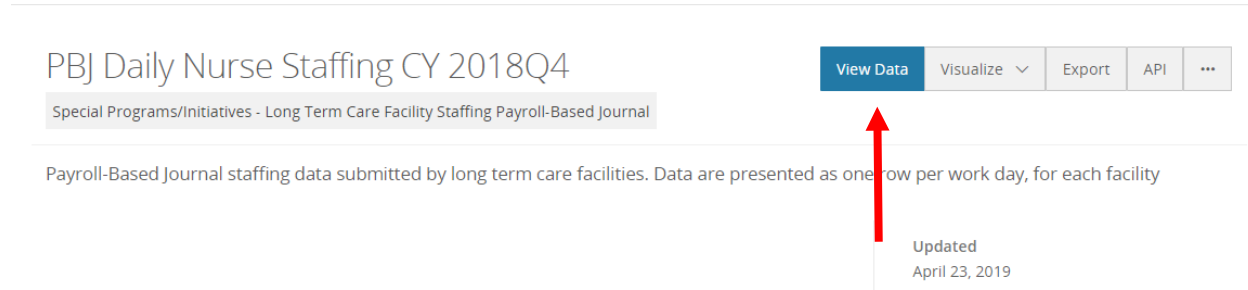 PBJ Daily Nurse Staffing CY 2018Q4
View Data Visualize Export API ...
Special Programs/Initiatives - Long Term Care Facility Staffing Payroll-Based Journal
Payroll-Based Journal staffing data submitted by long term care facilities. Data are presented as one row per work day, for each facility
Updated
April 23, 2019